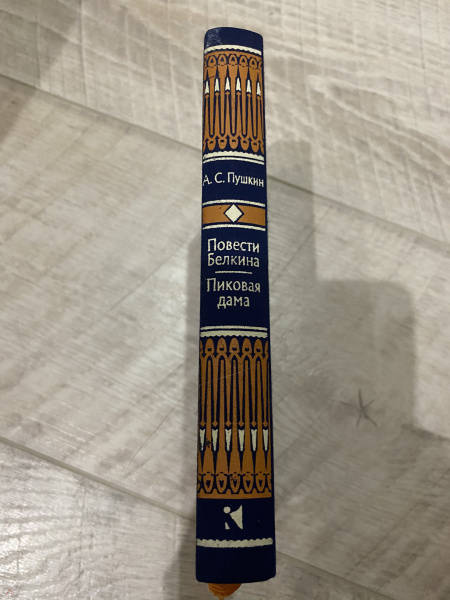 А. С. Пушкин
Повести
Белкина
Пиковая
дама